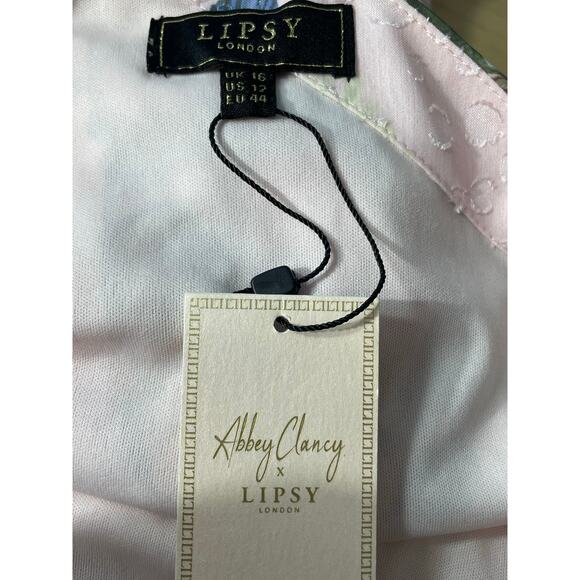 LIPSY
LONDON
UK 16
US 12
EU 44
Abbey Clancy
x
LIPSY
LONDON